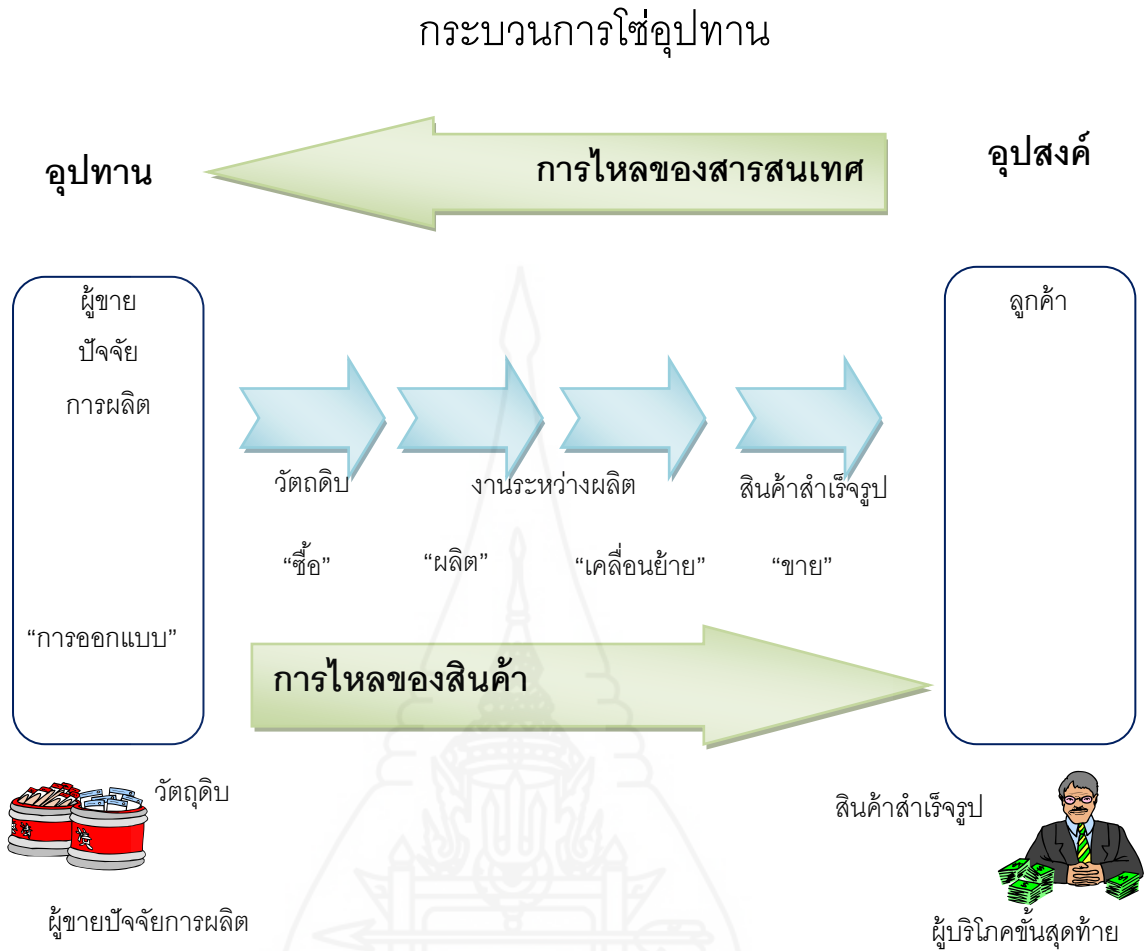 กระบวนการโซ่อุปทาน
อุปทาน
การไหลของสารสนเทศ
อุปสงค์
ผู้ขาย
ปัจจัย
การผลิต
ลูกค้า
วัตถดิบ
งานระหว่างผลิต
สินค้าสำเร็จรูป
“ซื้อ”
“ผลิต”
“เคลื่อนย้าย”
“ขาย”
“การออกแบบ”
การไหลของสินค้า
วัตถุดิบ
สินค้าสำเร็จรูป
ผู้ขายปัจจัยการผลิต
ผู้บริโภคขั้นสุดท้าย